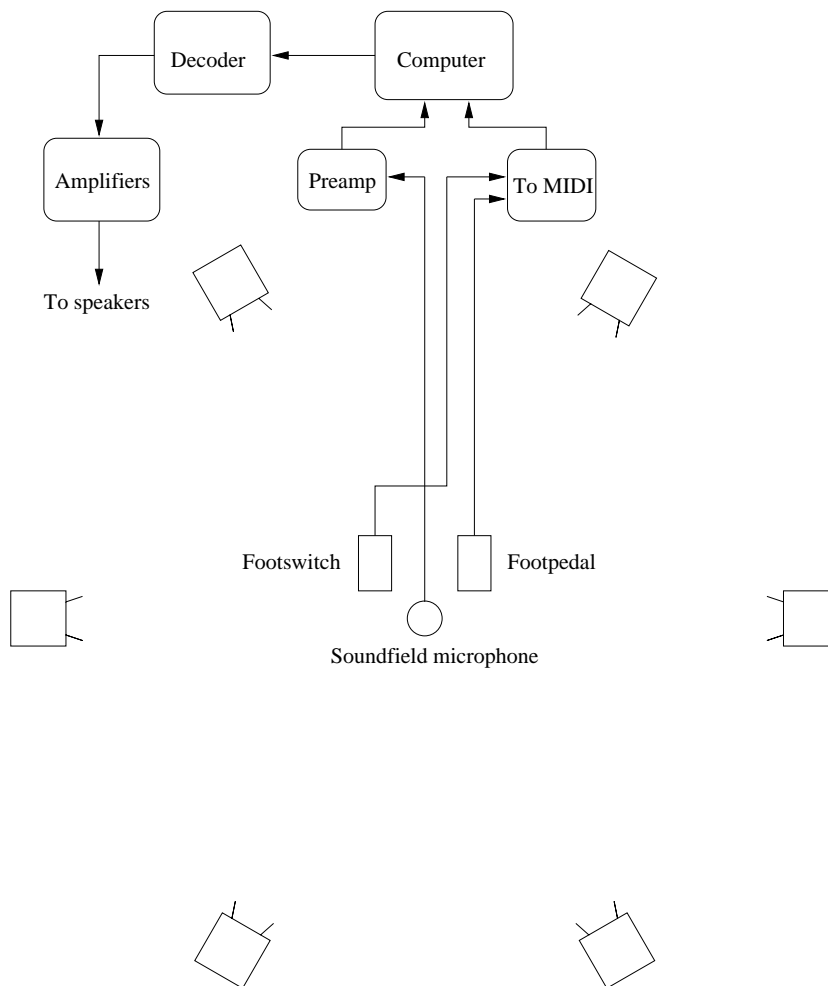 Decoder
Computer
Amplifiers
Preamp
To MIDI
To speakers
Footswitch
Footpedal
Soundfield microphone